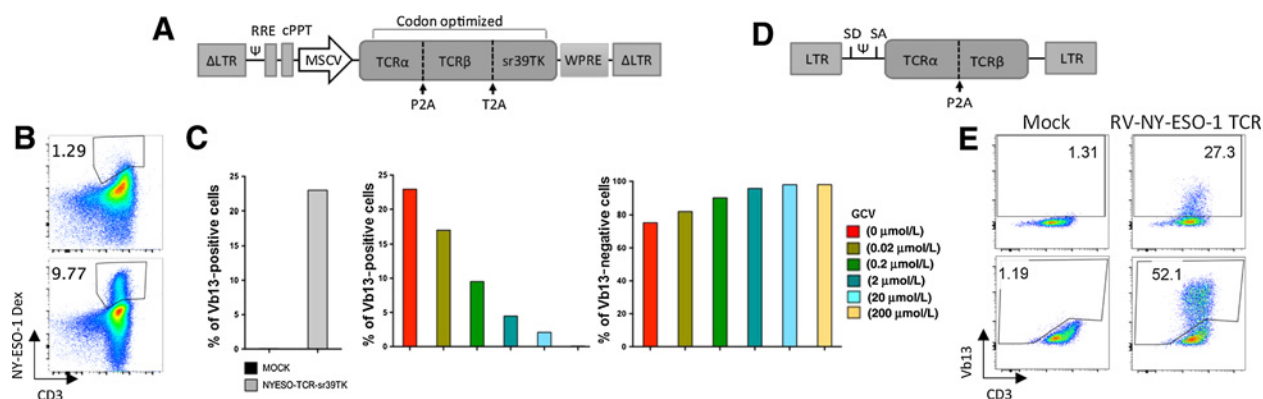 A
RRE cPPT
Codon optimized
ΔLTR
Ψ
MSCV
TCRα
TCRβ
sr39TK
WPRE
ΔLTR
P2A
T2A
D
SD SA
LTR
Ψ
TCRα
TCRβ
LTR
P2A
B
1.29
9.77
NY-ESO-1 Dex
CD3
C
% of Vb13-positive cells
25
20
15
10
5
0
MOCK
NYESO-TCR-sr39TK
% of Vb13-positive cells
25
20
15
10
5
0
% of Vb13-negative cells
100
80
60
40
20
0
GCV
(0 μmol/L)
(0.02 μmol/L)
(0.2 μmol/L)
(2 μmol/L)
(20 μmol/L)
(200 μmol/L)
E
Mock
RV-NY-ESO-1 TCR
1.31
27.3
1.19
52.1
Vb13
CD3